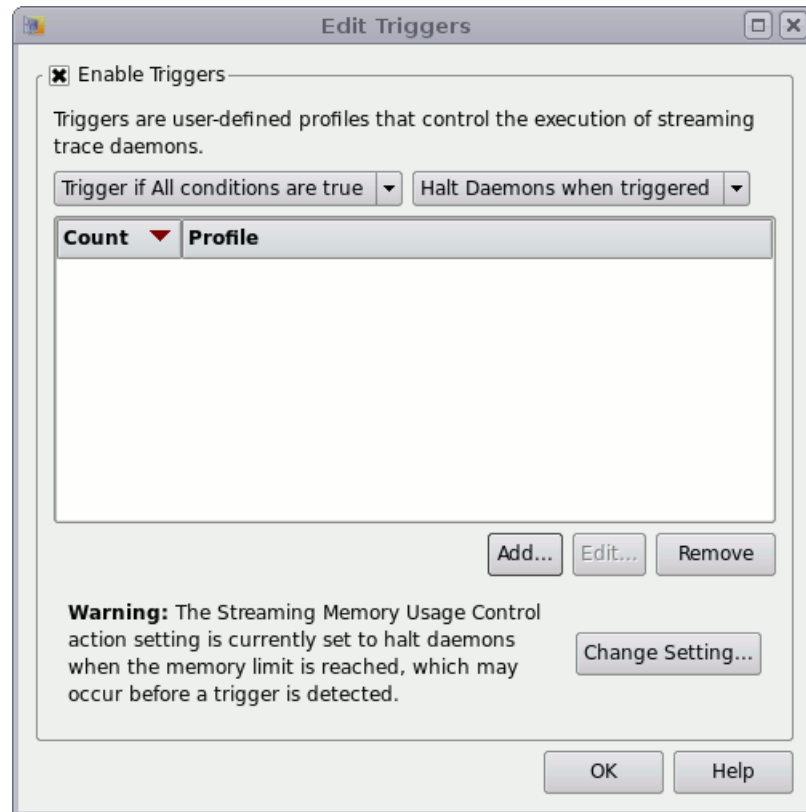 Edit Triggers
Enable Triggers
Triggers are user-defined profiles that control the execution of streaming
trace daemons.
Trigger if All conditions are true Halt Daemons when triggered
Count Profile
Add... Edit... Remove
Warning: The Streaming Memory Usage Control
action setting is currently set to halt daemons
when the memory limit is reached, which may
occur before a trigger is detected.
Change Setting...
OK Help